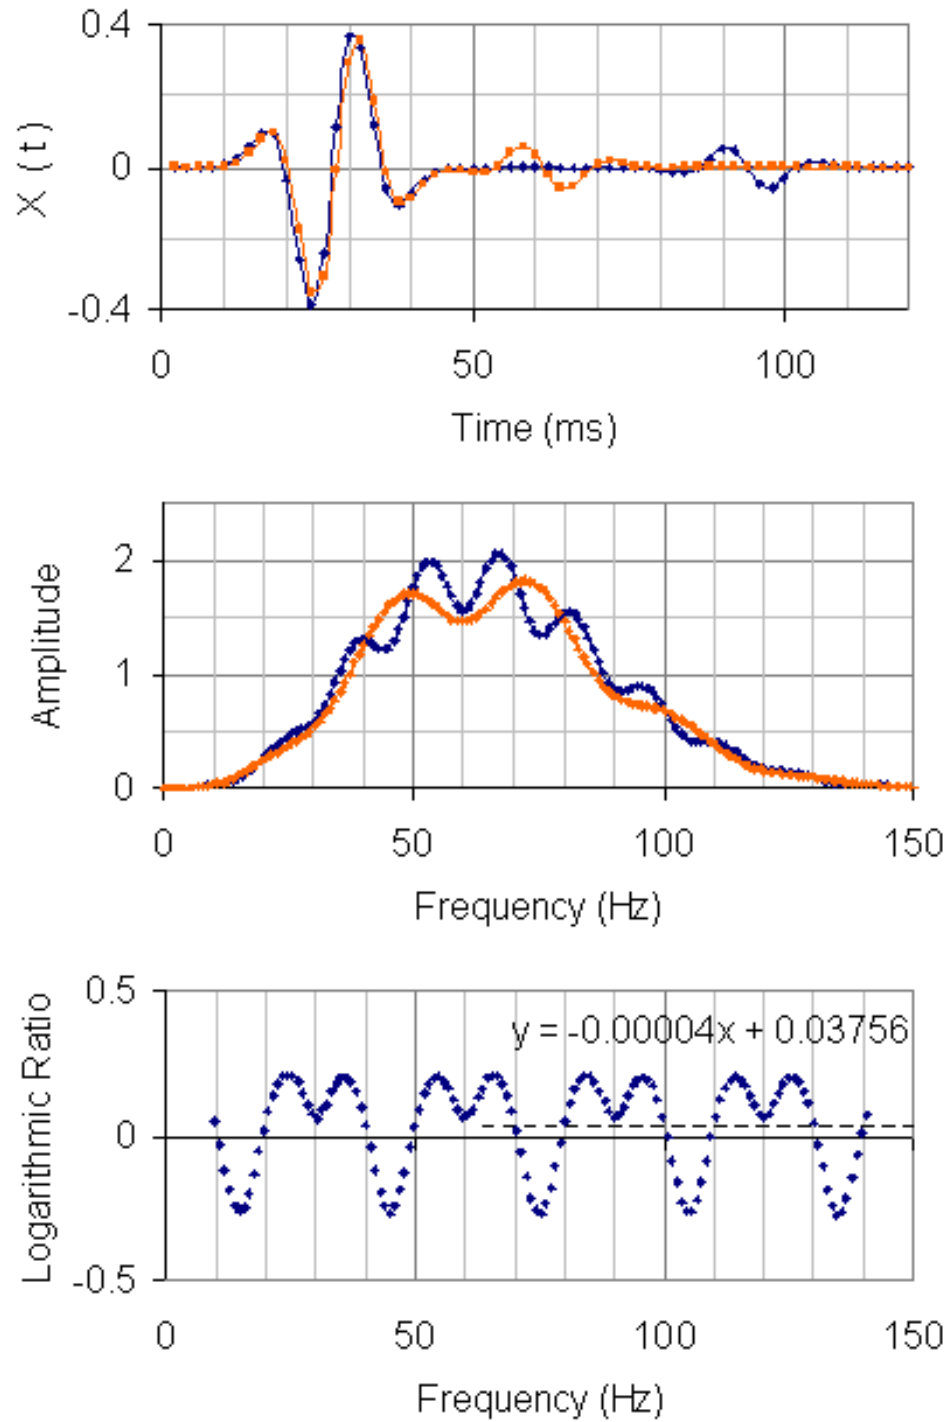 0.4
0
-0.4
X (t)
0 50 100
Time (ms)
2
1
0
Amplitude
0 50 100 150
Frequency (Hz)
0.5
0
-0.5
Logarithmic Ratio
y = -0.00004x + 0.03756
0 50 100 150
Frequency (Hz)